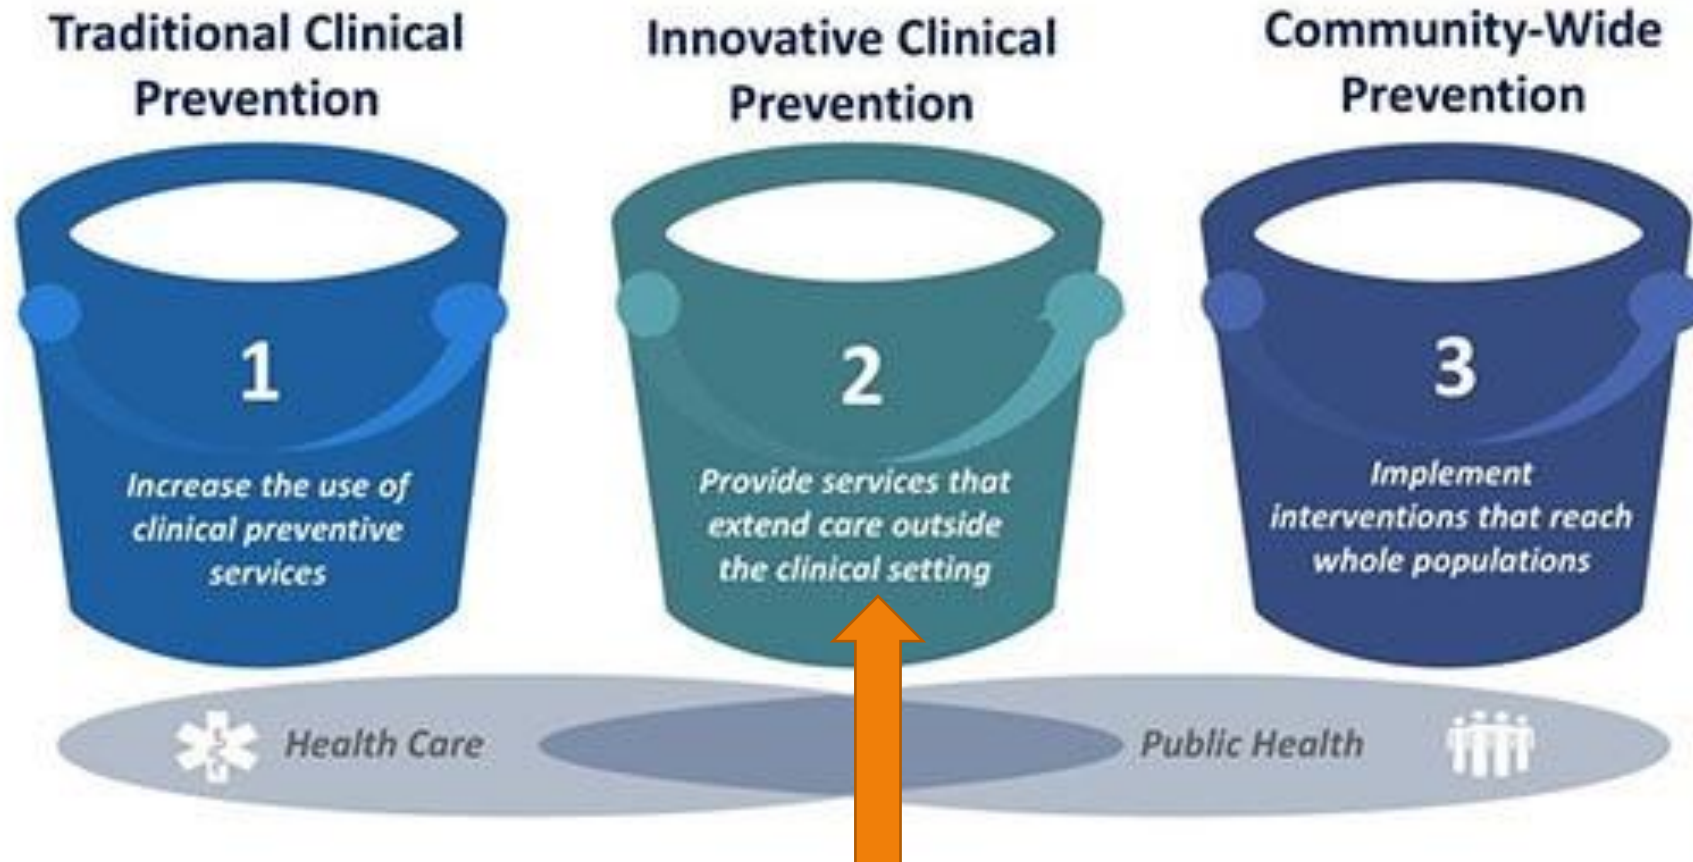 Traditional Clinical
Prevention
Innovative Clinical
Prevention
Community-Wide
Prevention
1
Increase the use of
clinical preventive
services
2
Provide services that
extend care outside
the clinical setting
3
Implement
interventions that reach
whole populations
Health Care
Public Health